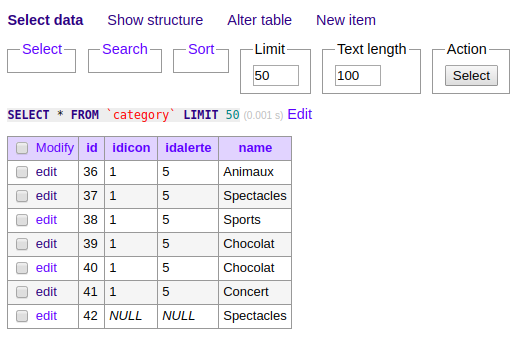 Select data Show structure Alter table New item
Select Search Sort Limit Text length Action
50 100 Select
SELECT * FROM `category` LIMIT 50 (0.001 s) Edit
Modify id idicon idalerte name
edit 36 1 5 Animaux
edit 37 1 5 Spectacles
edit 38 1 5 Sports
edit 39 1 5 Chocolat
edit 40 1 5 Chocolat
edit 41 1 5 Concert
edit 42 NULL NULL Spectacles